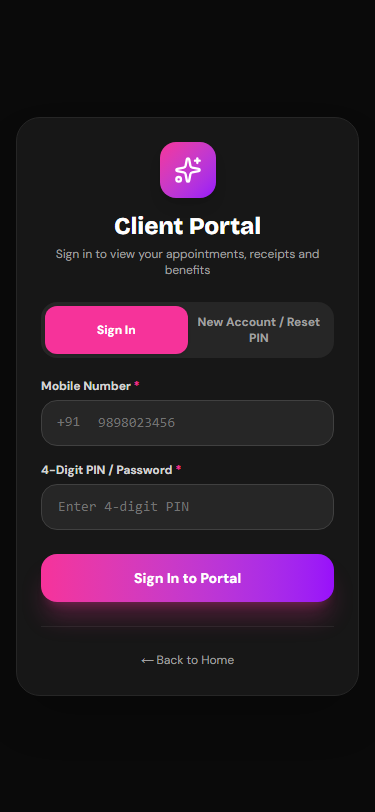 Client Portal
Sign in to view your appointments, receipts and
benefits
Sign In
New Account / Reset
PIN
Mobile Number *
+91 9898023456
4-Digit PIN / Password *
Enter 4-digit PIN
Sign In to Portal
← Back to Home